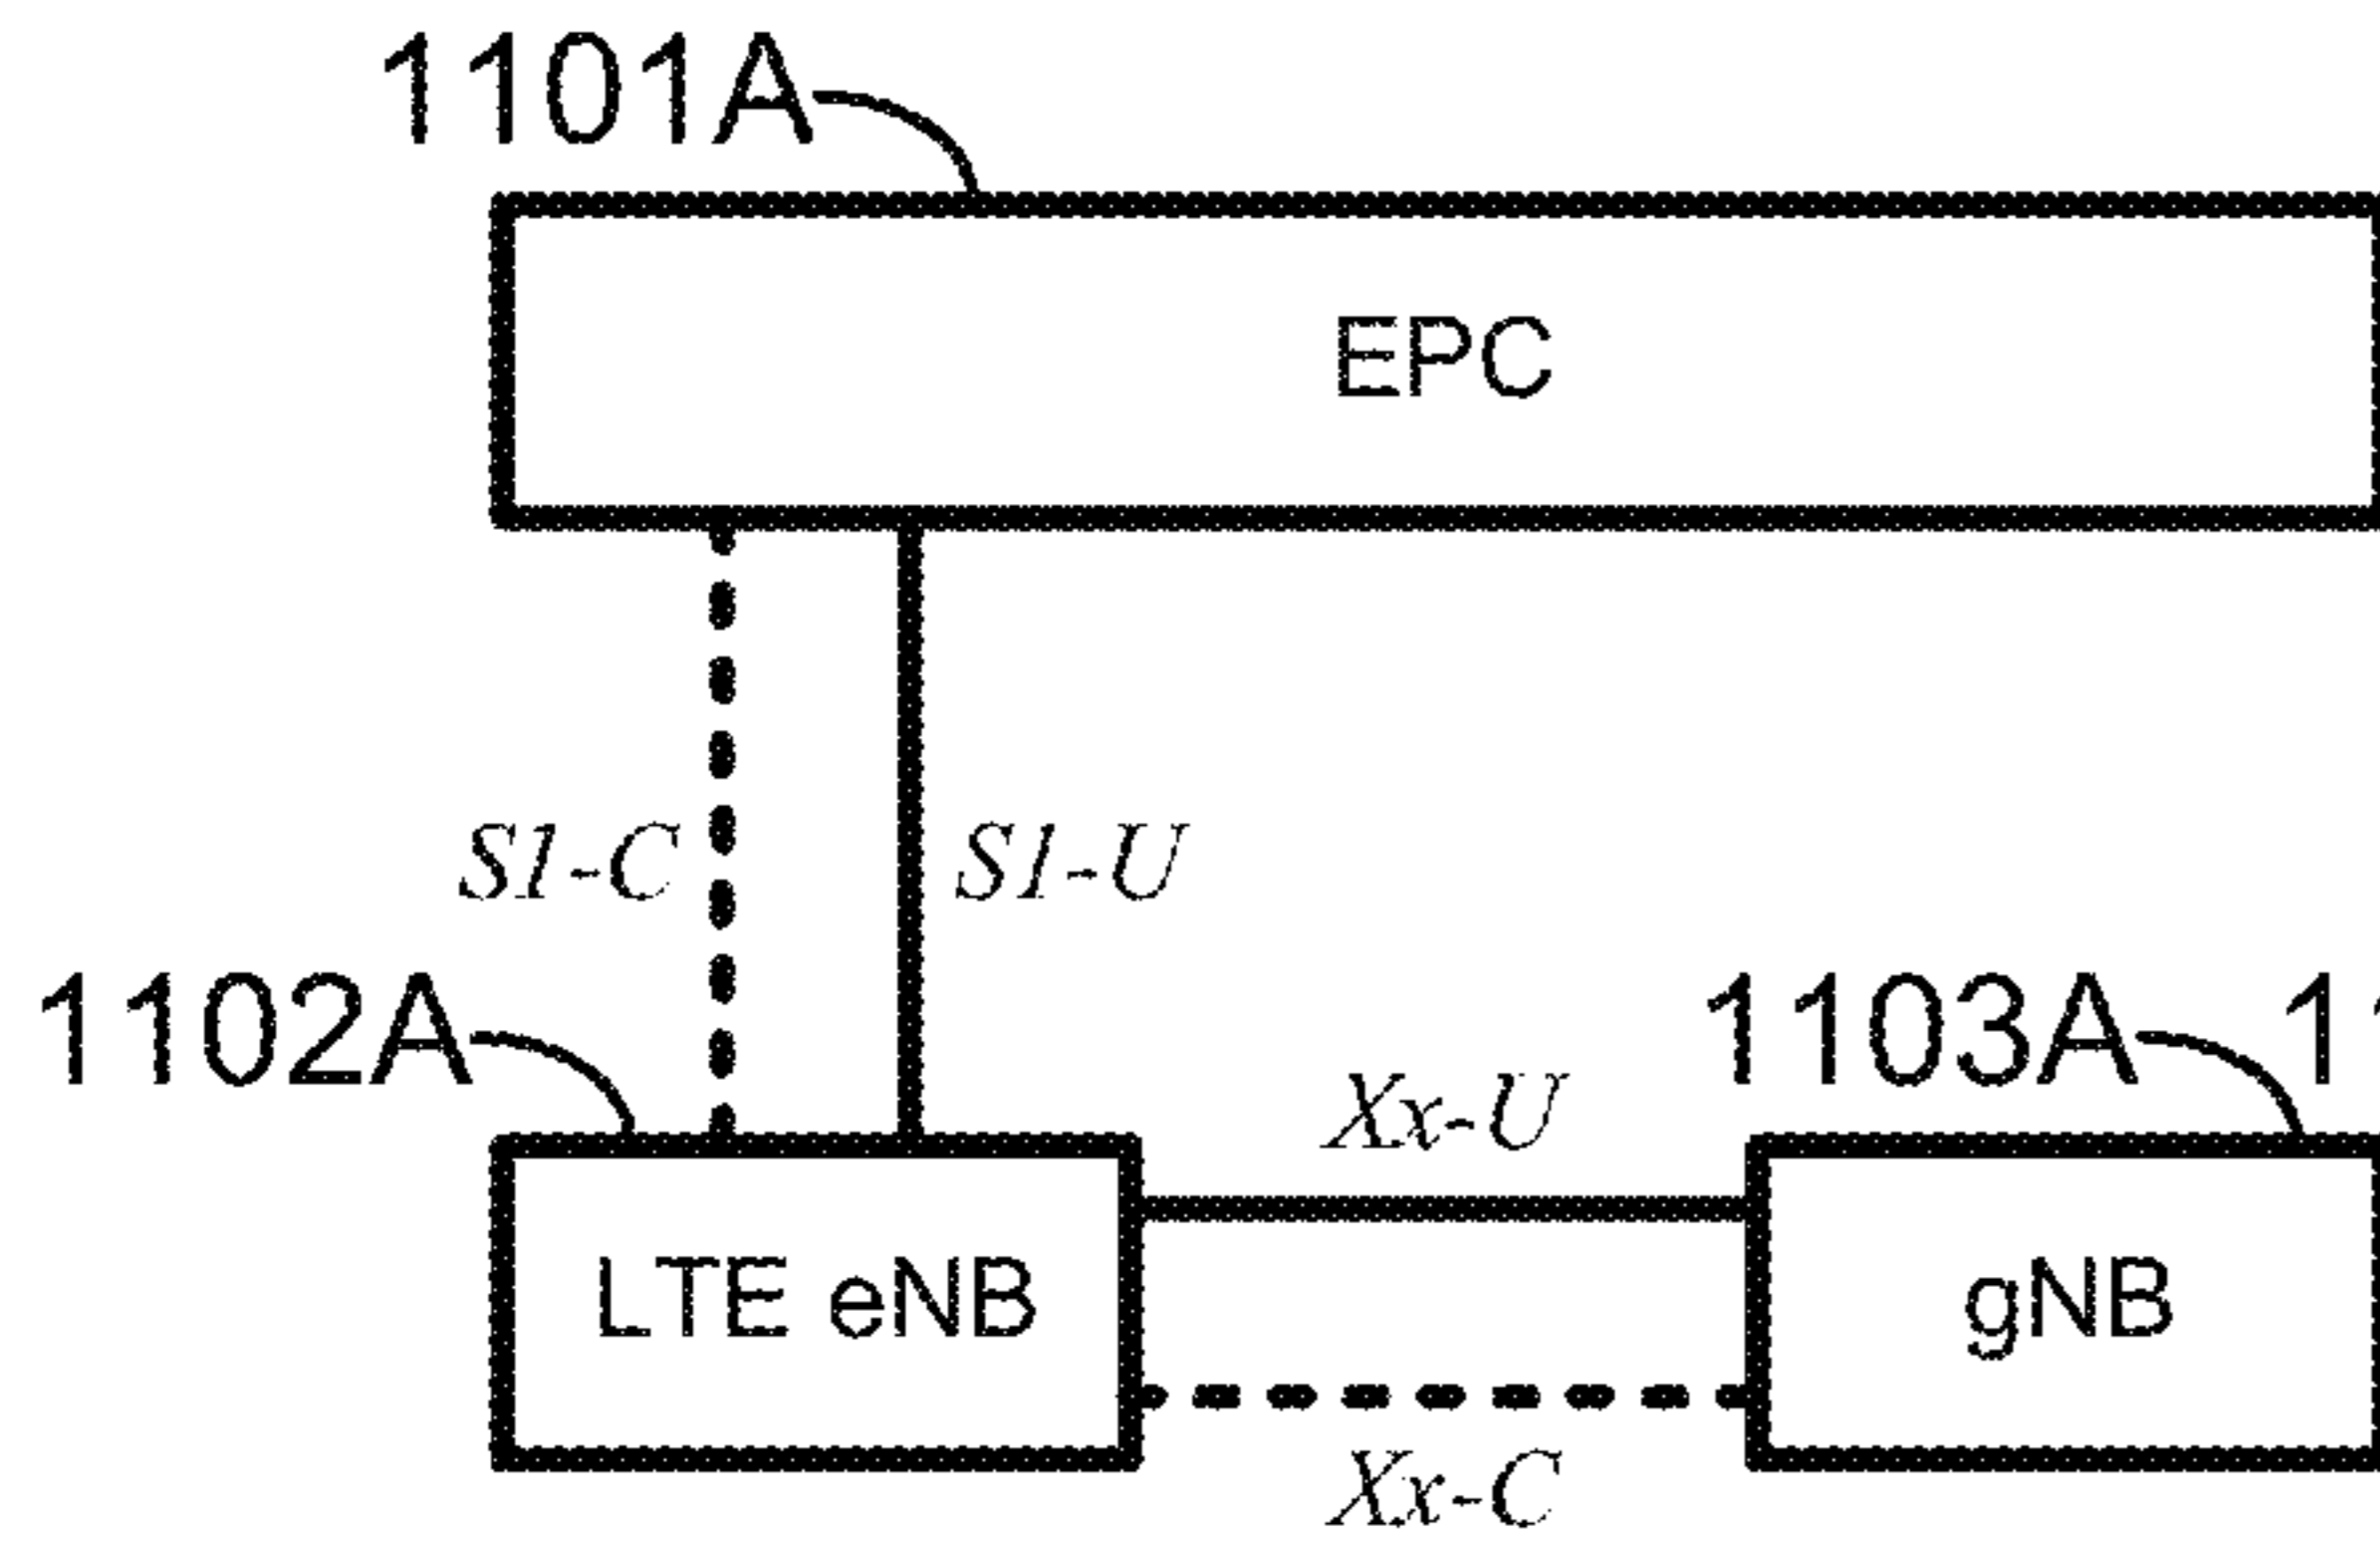 1101A
EPC
S1-C S1-U
1102A
1103A
Xx-U
LTE eNB
gNB
Xx-C